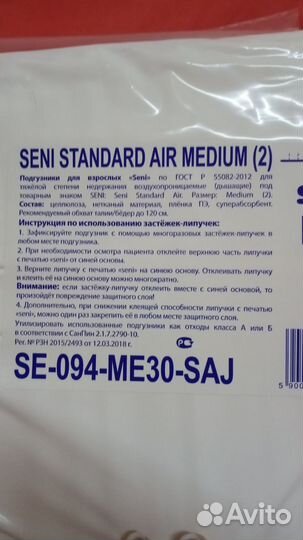 SENI STANDARD AIR MEDIUM (2)
Подгузники для взрослых «Seni» по ГОСТ Р 55082-2012 для
тяжёлой степени недержания воздухопроницаемые (дышащие) под
товарным знаком SENI: Seni Standard Air. Размер: Medium (2).
Состав: целлюлоза, нетканый материал, плёнка ПЭ, суперабсорбент.
Рекомендуемый обхват талии/бёдер до 120 см.
Инструкция по использованию застёжек-липучек:
1. Зафиксируйте подгузник с помощью многоразовых застёжек-липучек в
любом месте подгузника.
2. При необходимости осмотра пациента отклейте верхнюю часть липучки
с печатью «seni» от синей основы.
3. Верните липучку с печатью «seni» на синюю основу. Отклеивать липучку
и клеить её на синюю основу можно многократно.
Внимание: если застёжку-липучку отклеить вместе с синей основой, то
произойдёт повреждение защитного слоя!
4. Дополнительно, при снижении клеящей способности липучки с печатью
«seni», можно один раз закрепить её в любом месте защитного слоя.
Утилизировать использованные подгузники как отходы класса А или Б
в соответствии с СанПин 2.1.7.2790-10.
Рег. № РЗН 2015/2493 от 12.03.2018 г.
SE-094-ME30-SAJ
5 900
Avito